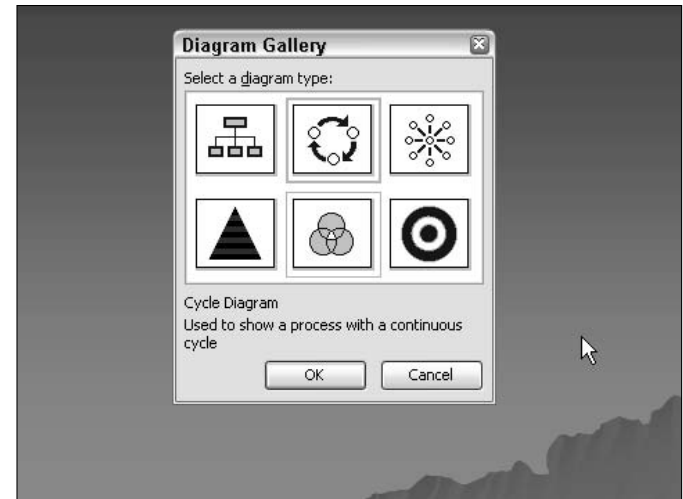 Diagram Gallery
Select a diagram type:
Cycle Diagram
Used to show a process with a continuous
cycle
OK
Cancel